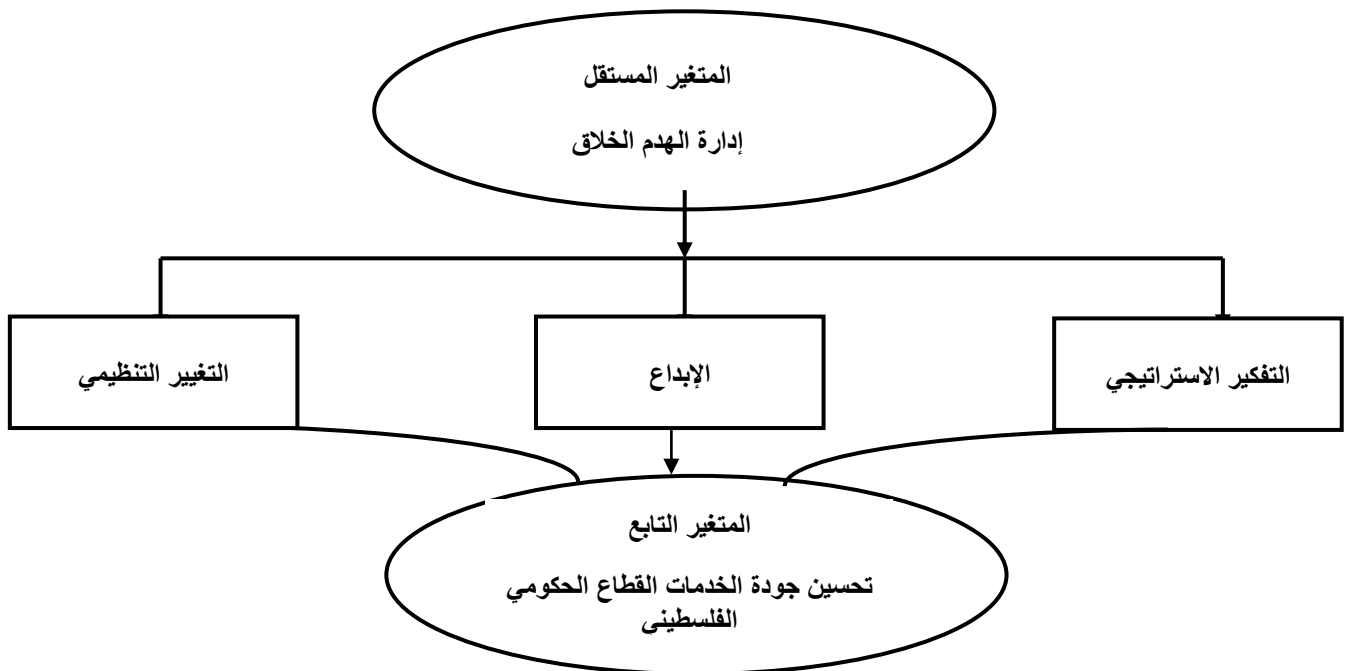 المتغير المستقل
إدارة الهدم الخلاق
التفكير الاستراتيجي
الإبداع
التغيير التنظيمي
المتغير التابع
تحسين جودة الخدمات القطاع الحكومي
الفلسطيني